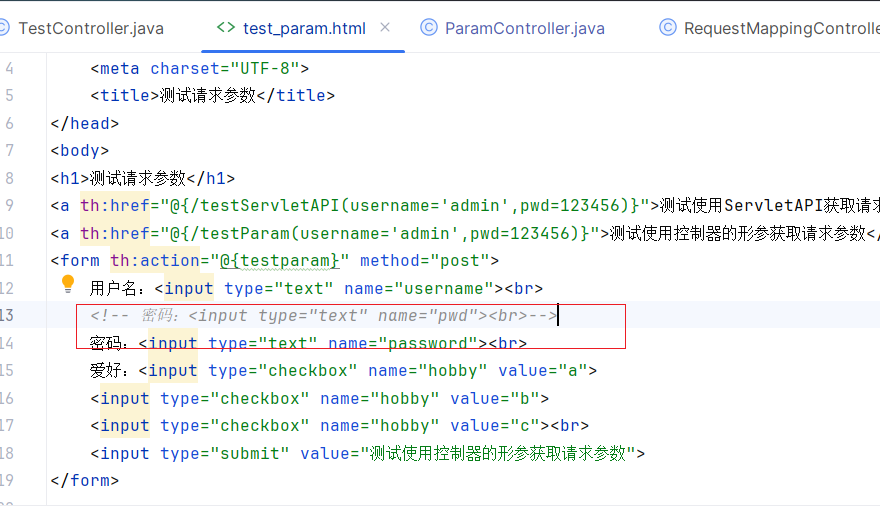 TestController.java test_param.html ParamController.java RequestMappingControlle
4 <meta charset="UTF-8">
5 <title>测试请求参数</title>
6 </head>
7 <body>
8 <h1>测试请求参数</h1>
9 <a th:href="@{/testServletAPI(username='admin',pwd=123456)}">测试使用ServletAPI获取请求
10 <a th:href="@{/testParam(username='admin',pwd=123456)}">测试使用控制器的形参获取请求参数</
11 <form th:action="@{testparam}" method="post">
12 用户名：<input type="text" name="username"><br>
13 <!-- 密码：<input type="text" name="pwd"><br>-->
14 密码：<input type="text" name="password"><br>
15 爱好：<input type="checkbox" name="hobby" value="a">
16 <input type="checkbox" name="hobby" value="b">
17 <input type="checkbox" name="hobby" value="c"><br>
18 <input type="submit" value="测试使用控制器的形参获取请求参数">
19 </form>